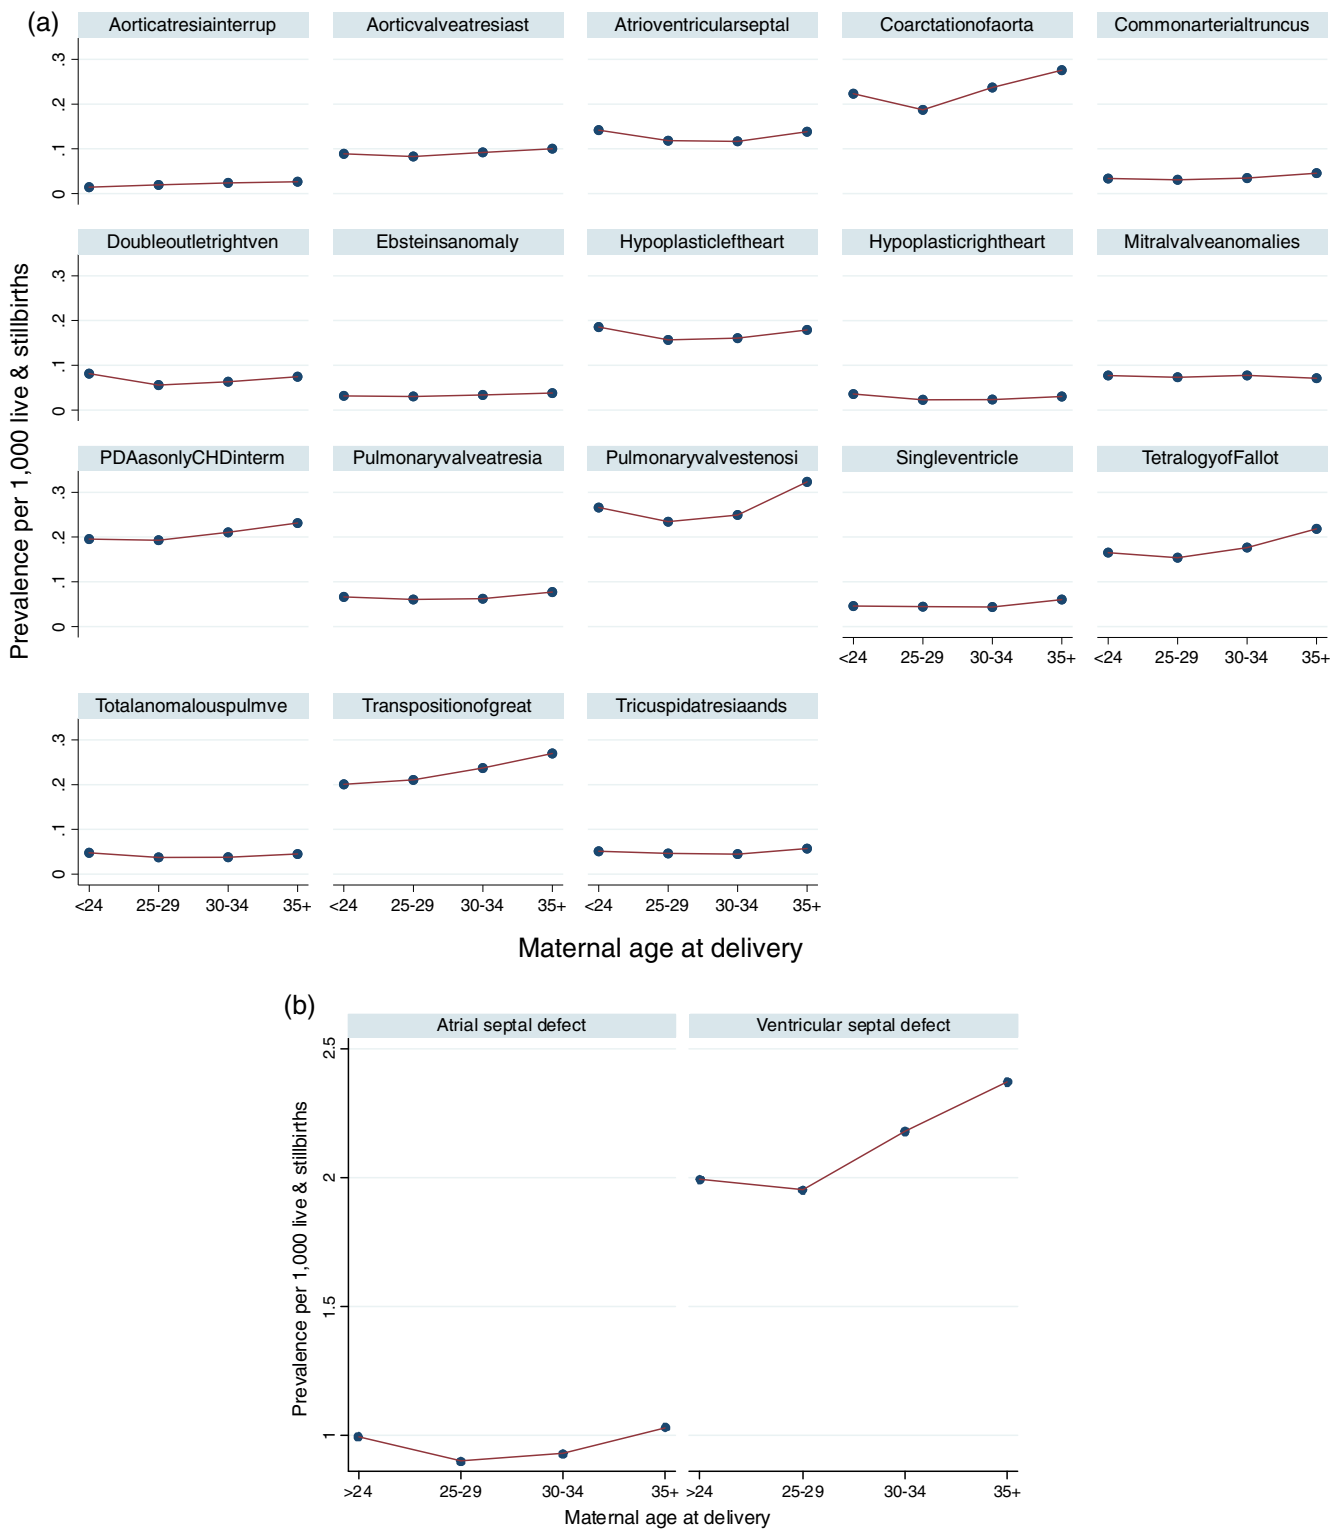 (a)
Aorticatresiainterrup Aorticvalveatresiast Atrioventricularseptal Coarctationofaorta Commonarterialtruncus
.3
.2
.1
0
Doubleoutletrightven Ebsteinsanomaly Hypoplasticleftheart Hypoplasticrightheart Mitralvalveanomalies
.3
.2
.1
0
Prevalence per 1,000 live & stillbirths
PDAasonlyCHDinterm Pulmonaryvalveatresia Pulmonaryvalvestenosi Singleventricle TetralogyofFallot
.3
.2
.1
0
<24 25-29 30-34 35+ <24 25-29 30-34 35+
Totalanomalouspulmve Transpositionofgreat Tricuspidatresiaands
.3
.2
.1
0
<24 25-29 30-34 35+ <24 25-29 30-34 35+ <24 25-29 30-34 35+
Maternal age at delivery
(b)
Atrial septal defect Ventricular septal defect
2.5
2
1.5
1
Prevalence per 1,000 live & stillbirths
>24 25-29 30-34 35+ >24 25-29 30-34 35+
Maternal age at delivery